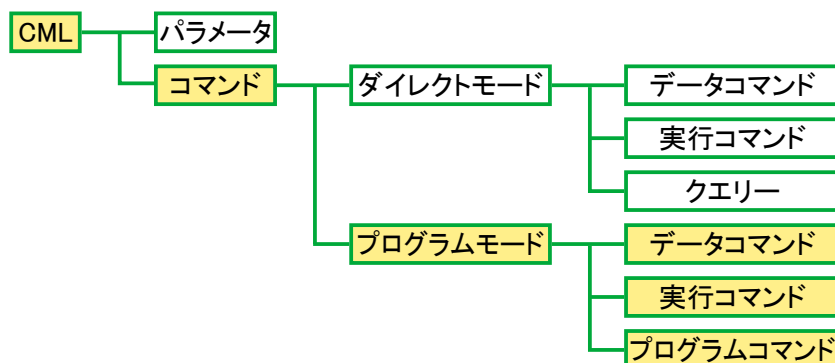 CML
パラメータ
コマンド
ダイレクトモード
データコマンド
実行コマンド
クエリー
プログラムモード
データコマンド
実行コマンド
プログラムコマンド